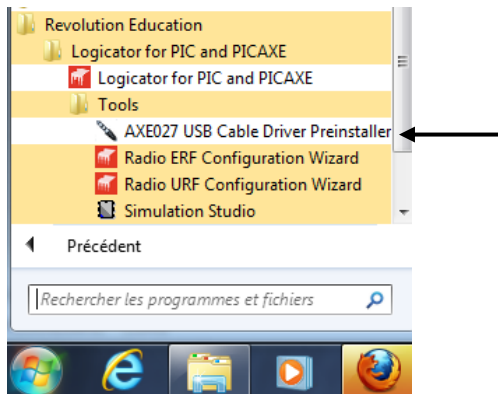 Revolution Education
Logicator for PIC and PICAXE
Logicator for PIC and PICAXE
Tools
AXE027 USB Cable Driver Preinstaller
Radio ERF Configuration Wizard
Radio URF Configuration Wizard
Simulation Studio
Précédent
Rechercher les programmes et fichiers